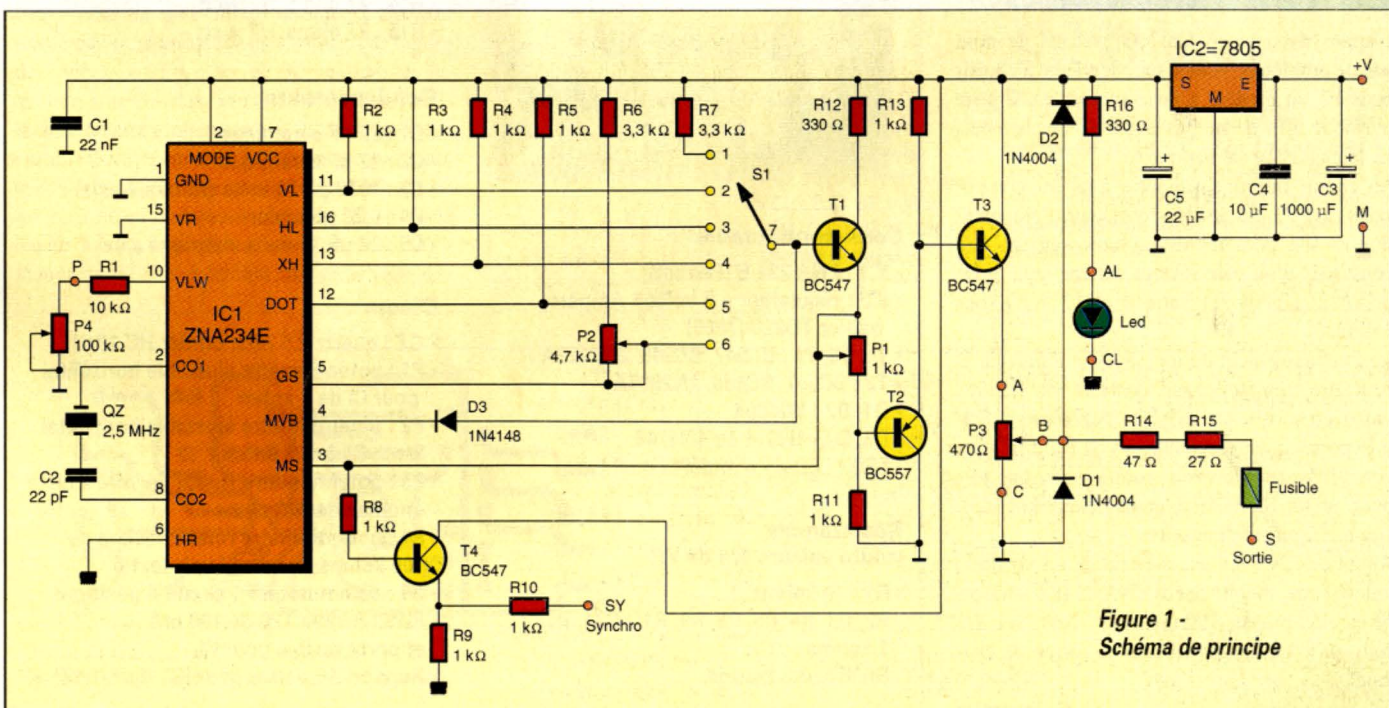 IC2=7805
+V
S
E
M
C1
22 nF
2
7
MODE
VCC
1
GND
15
VR
P
R1
10 kΩ
10
VLW
P4
100 kΩ
2
CO1
QZ
2,5 MHz
C2
22 pF
8
CO2
6
HR
IC1
ZNA234E
VL
11
HL
16
XH
13
DOT
12
GS
5
MVB
4
MS
3
R2
1 kΩ
R3
1 kΩ
R4
1 kΩ
R5
1 kΩ
R6
3,3 kΩ
R7
3,3 kΩ
1
2
3
4
5
6
S1
7
P2
4,7 kΩ
D3
1N4148
R8
1 kΩ
T4
BC547
R9
1 kΩ
R10
1 kΩ
SY
Synchro
R12
330 Ω
R13
1 kΩ
T1
BC547
P1
1 kΩ
T2
BC557
R11
1 kΩ
T3
BC547
D2
1N4004
R16
330 Ω
AL
Led
CL
A
P3
470Ω
B
C
D1
1N4004
R14
47 Ω
R15
27 Ω
Fusible
S
Sortie
C5
22 µF
+
C4
10 µF
C3
1000 µF
+
M
Figure 1 -
Schéma de principe